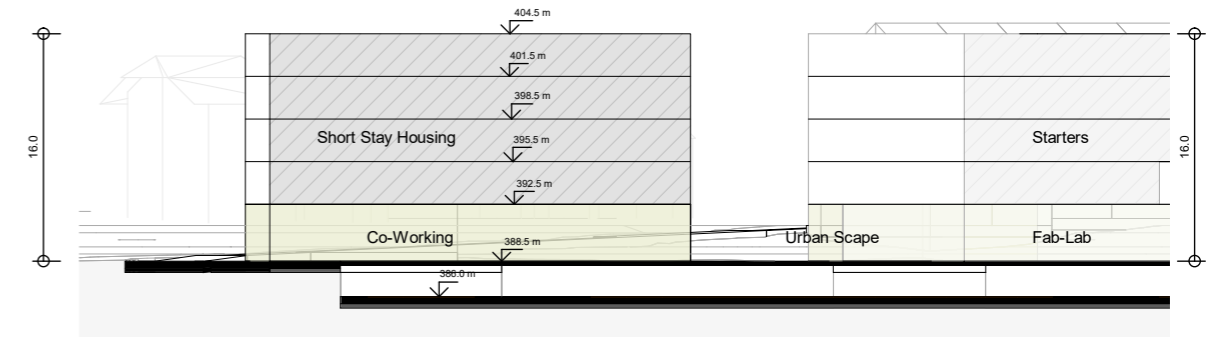 404.5 m
401.5 m
398.5 m
Short Stay Housing
Starters
16.0
16.0
395.5 m
392.5 m
Co-Working
Urban Scape
Fab-Lab
388.5 m
386.0 m